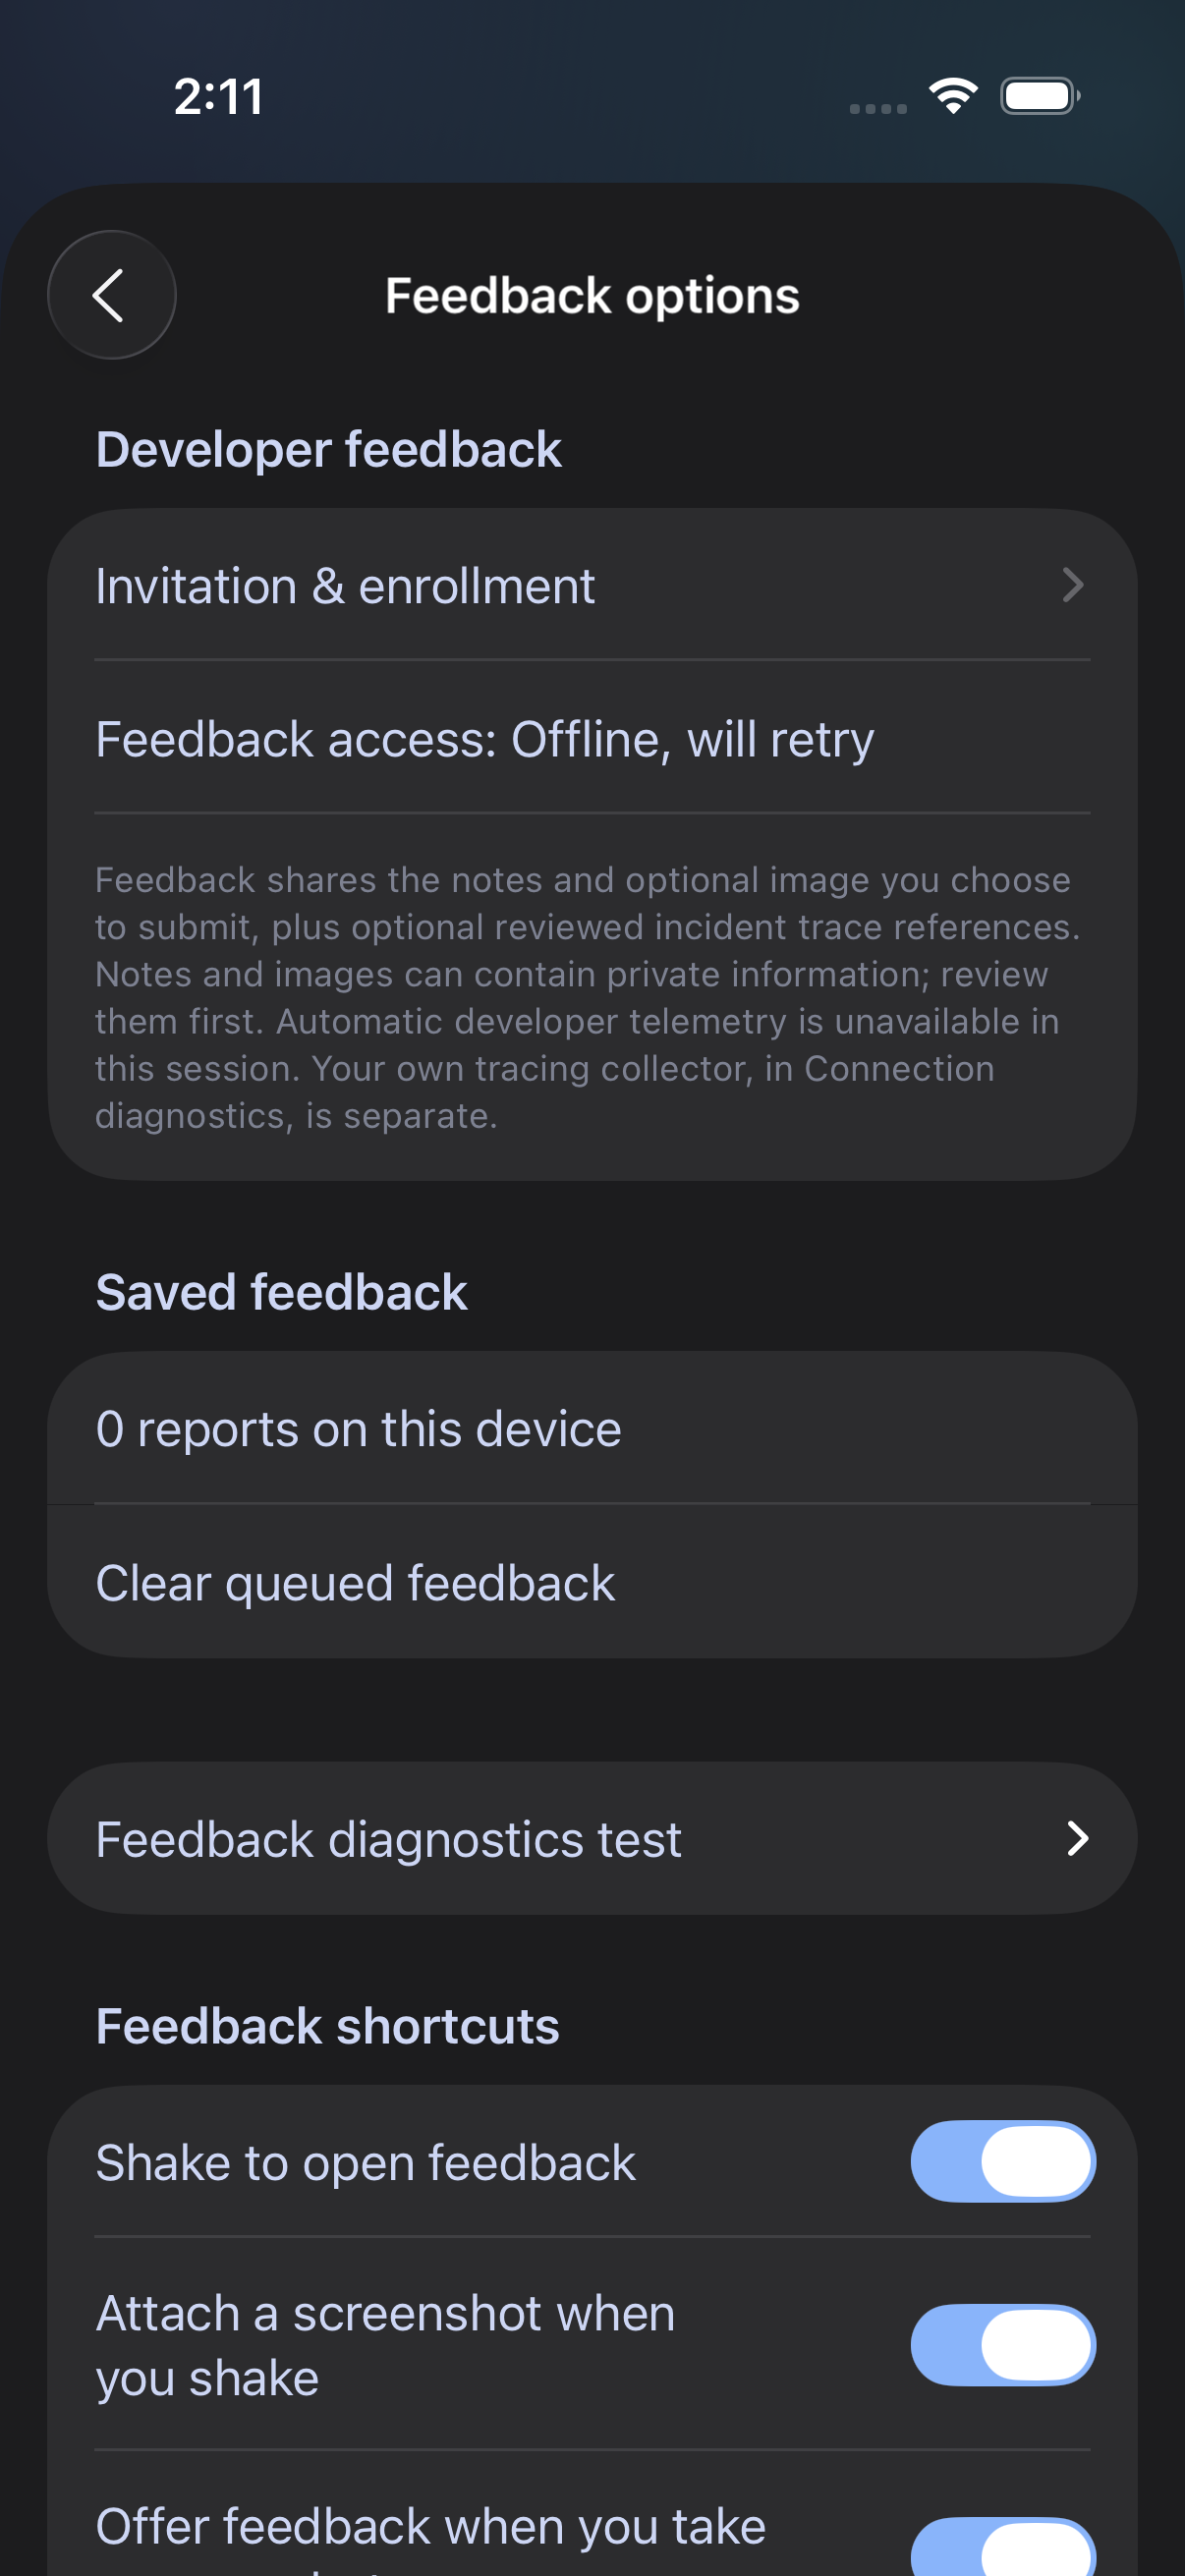 2:11
Feedback options
Developer feedback
Invitation & enrollment
Feedback access: Offline, will retry
Feedback shares the notes and optional image you choose
to submit, plus optional reviewed incident trace references.
Notes and images can contain private information; review
them first. Automatic developer telemetry is unavailable in
this session. Your own tracing collector, in Connection
diagnostics, is separate.
Saved feedback
0 reports on this device
Clear queued feedback
Feedback diagnostics test
Feedback shortcuts
Shake to open feedback
Attach a screenshot when
you shake
Offer feedback when you take